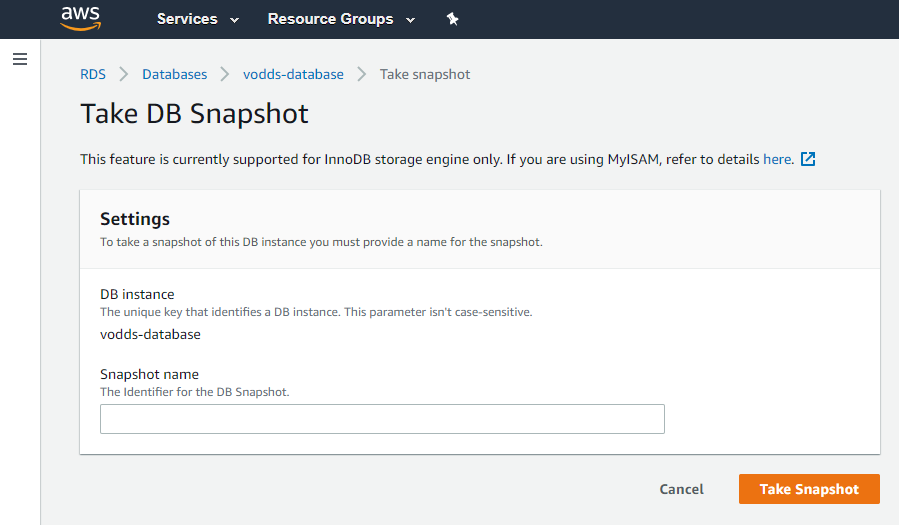 aws Services Resource Groups
RDS Databases vodds-database Take snapshot
Take DB Snapshot
This feature is currently supported for InnoDB storage engine only. If you are using MyISAM, refer to details here.
Settings
To take a snapshot of this DB instance you must provide a name for the snapshot.
DB instance
The unique key that identifies a DB instance. This parameter isn't case-sensitive.
vodds-database
Snapshot name
The Identifier for the DB Snapshot.
Cancel Take Snapshot